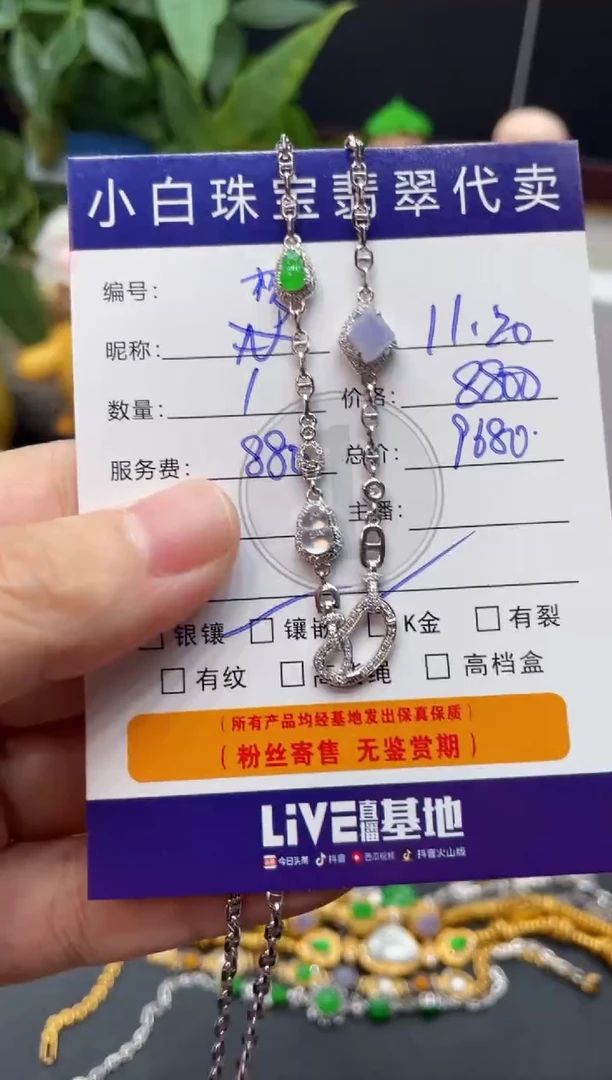 小白珠宝翡翠代卖
编号:
昵称: 11.20
数量: 1 价格: 8800
服务费: 880 总价: 9680.
主播:
□ 银镶 □ 镶嵌 □ K金 □ 有裂
□ 有纹 □ 绳 □ 高档盒
(所有产品均经基地发出保真保质)
(粉丝寄售 无鉴赏期)
LiVE直播基地
今日头条 抖音 西瓜视频 抖音火山版